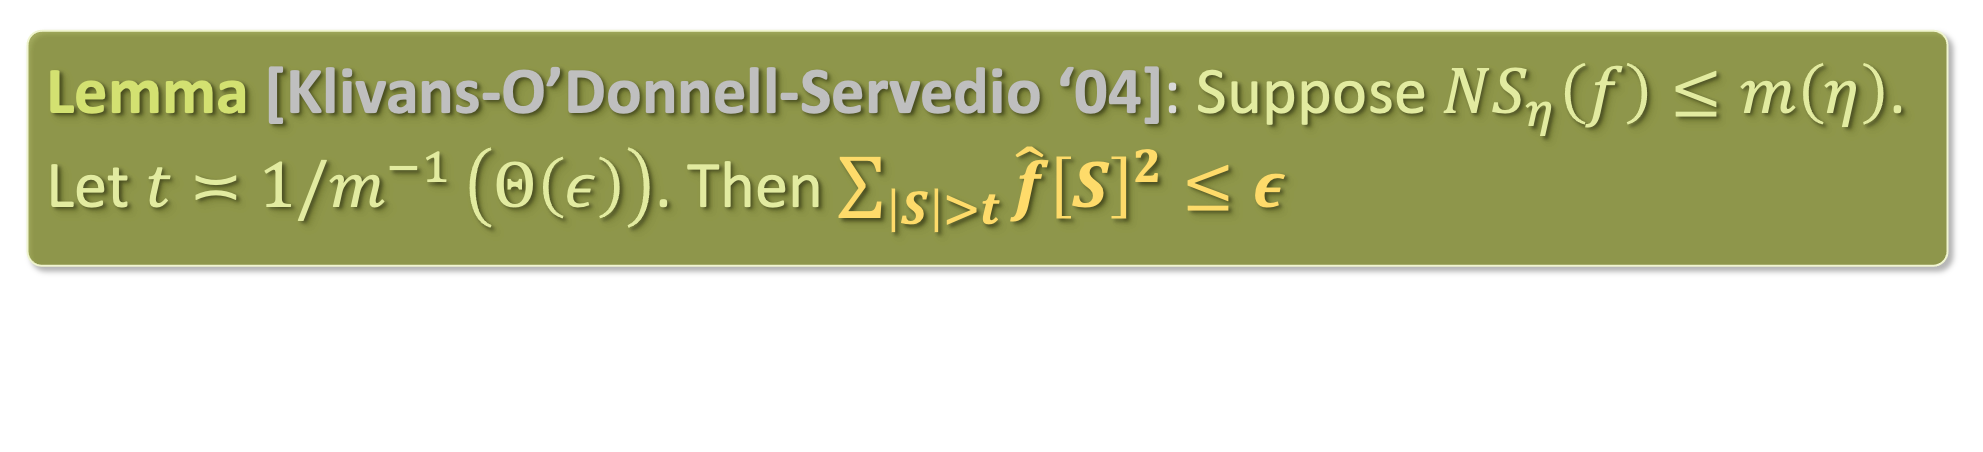 Lemma [Klivans-O’Donnell-Servedio ‘04]: Suppose 𝑁𝑆_𝜂(𝑓) ≤ 𝑚(𝜂).
Let 𝑡 ≍ 1/𝑚⁻¹(Θ(𝜖)). Then ∑_{|𝑺|>𝒕} 𝒇̂[𝑺]² ≤ 𝝐